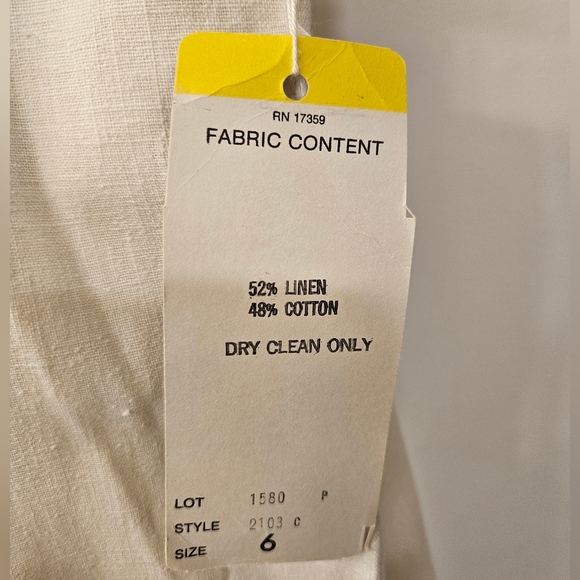 RN 17359
FABRIC CONTENT
52% LINEN
48% COTTON
DRY CLEAN ONLY
LOT 1580 P
STYLE 2103 C
SIZE 6